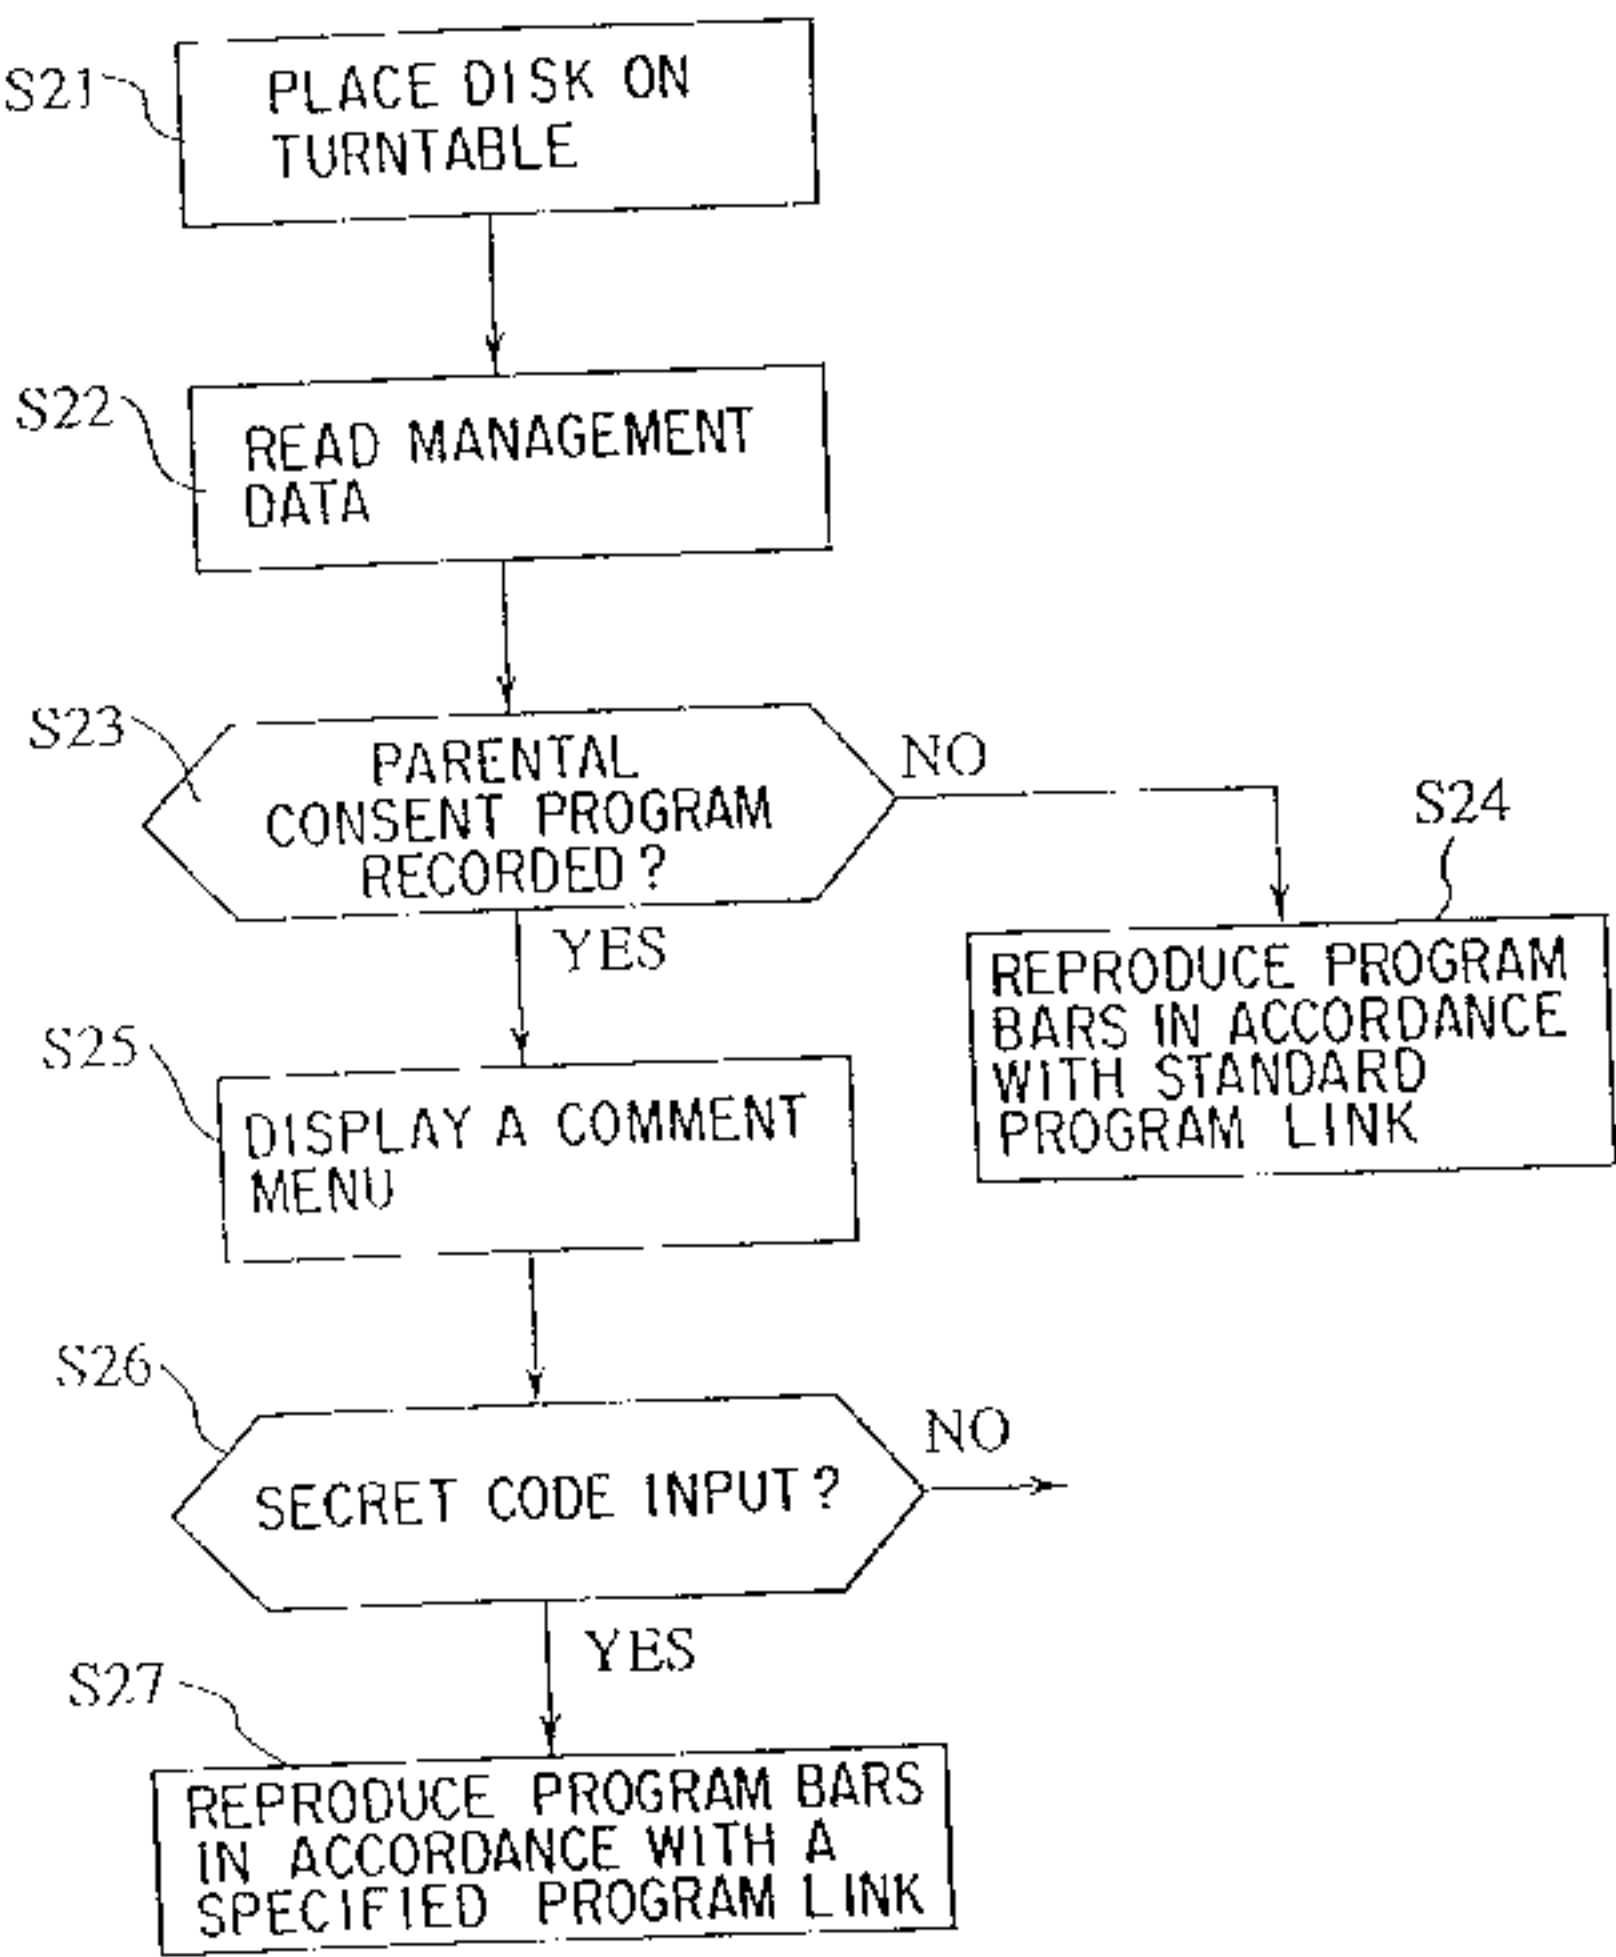 S21
PLACE DISK ON
TURNTABLE
S22
READ MANAGEMENT
DATA
S23
PARENTAL
CONSENT PROGRAM
RECORDED?
NO
YES
S24
REPRODUCE PROGRAM
BARS IN ACCORDANCE
WITH STANDARD
PROGRAM LINK
S25
DISPLAY A COMMENT
MENU
S26
SECRET CODE INPUT?
NO
YES
S27
REPRODUCE PROGRAM BARS
IN ACCORDANCE WITH A
SPECIFIED PROGRAM LINK